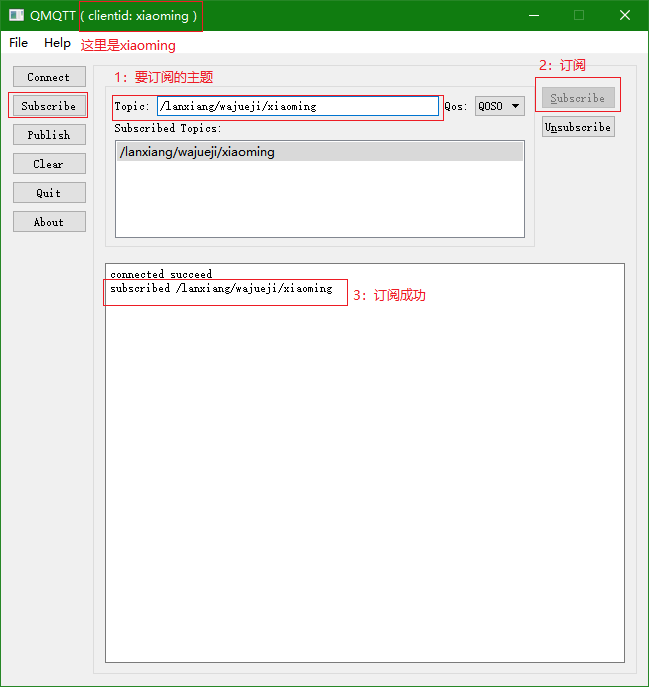 QMQTT ( clientid: xiaoming )
File Help 这里是xiaoming
Connect
Subscribe
Publish
Clear
Quit
About
1：要订阅的主题
Topic: /lanxiang/wajueji/xiaoming Qos: QOS0
2：订阅
Subscribe
Unsubscribe
Subscribed Topics:
/lanxiang/wajueji/xiaoming
connected succeed
subscribed /lanxiang/wajueji/xiaoming
3：订阅成功